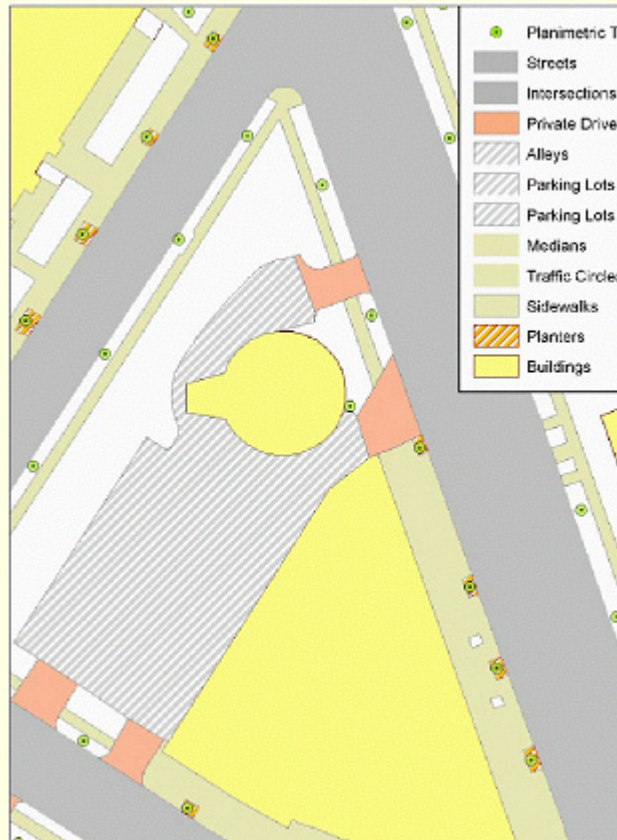 Planimetric T
Streets
Intersections
Private Drive
Alleys
Parking Lots
Parking Lots
Medians
Traffic Circle
Sidewalks
Planters
Buildings